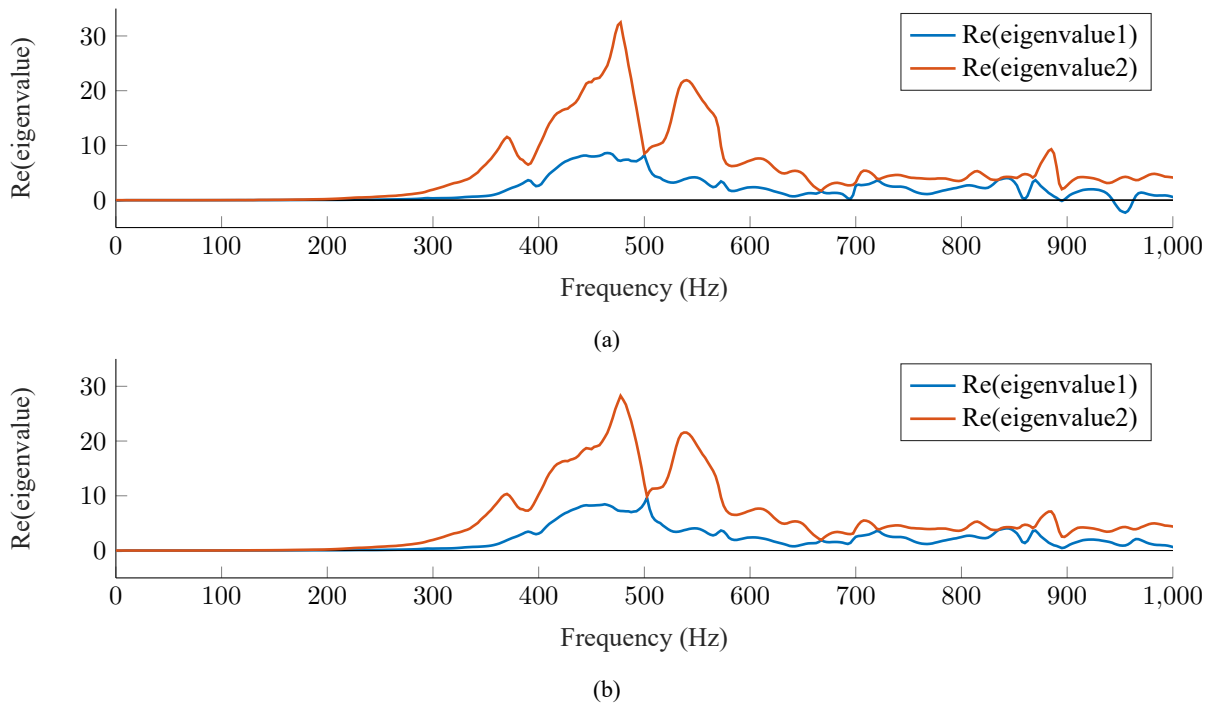 Re(eigenvalue)
30
20
10
0
Re(eigenvalue1)
Re(eigenvalue2)
0 100 200 300 400 500 600 700 800 900 1,000
Frequency (Hz)
(a)
Re(eigenvalue)
30
20
10
0
Re(eigenvalue1)
Re(eigenvalue2)
0 100 200 300 400 500 600 700 800 900 1,000
Frequency (Hz)
(b)